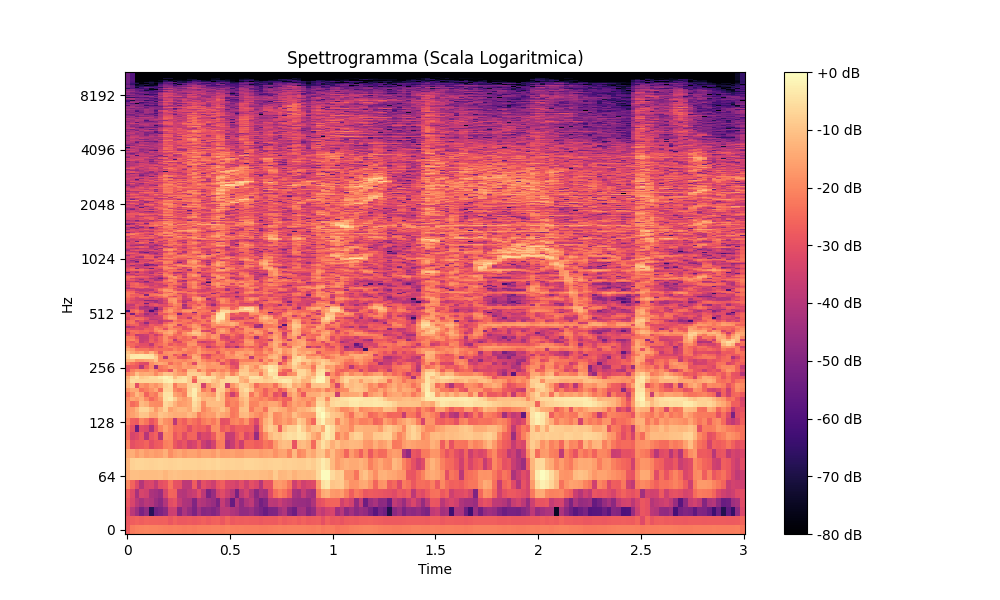 Spettrogramma (Scala Logaritmica)
Hz
8192
4096
2048
1024
512
256
128
64
0
0 0.5 1 1.5 2 2.5 3
Time
+0 dB
-10 dB
-20 dB
-30 dB
-40 dB
-50 dB
-60 dB
-70 dB
-80 dB